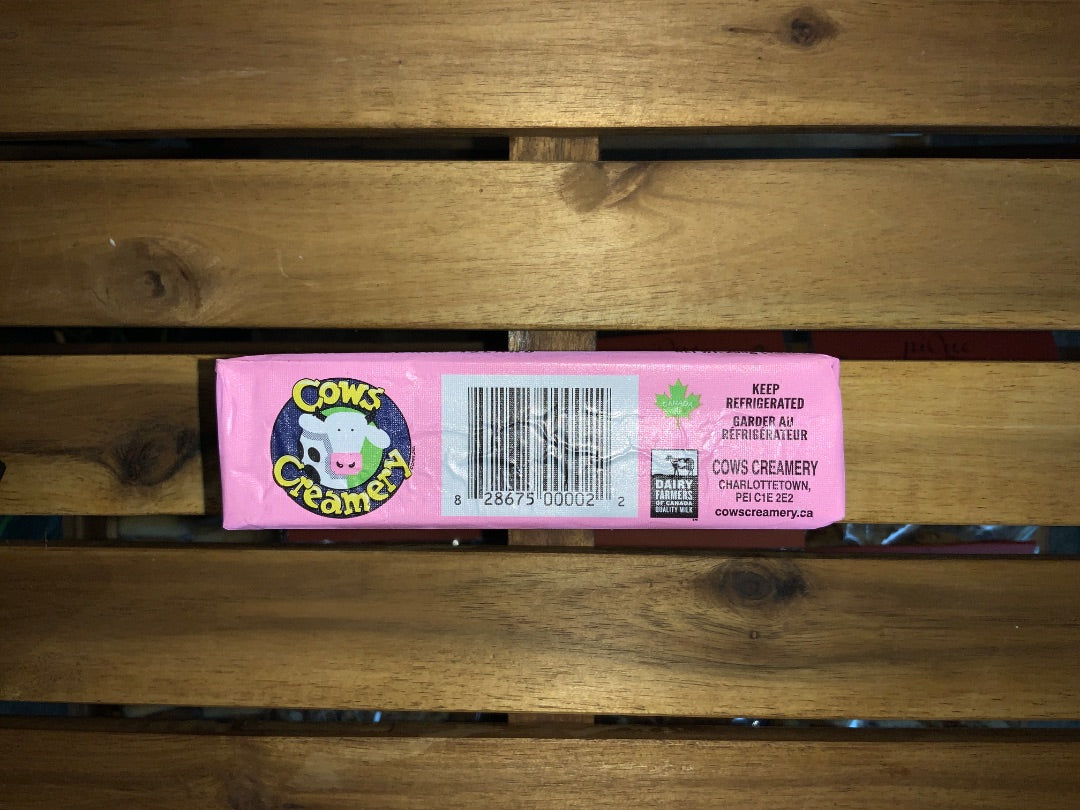 COWS
Creamery
8 28675 00002 2
CANADA
KEEP
REFRIGERATED
GARDER AU
RÉFRIGÉRATEUR
DAIRY
FARMERS
OF CANADA
QUALITY MILK
COWS CREAMERY
CHARLOTTETOWN,
PEI C1E 2E2
cowscreamery.ca